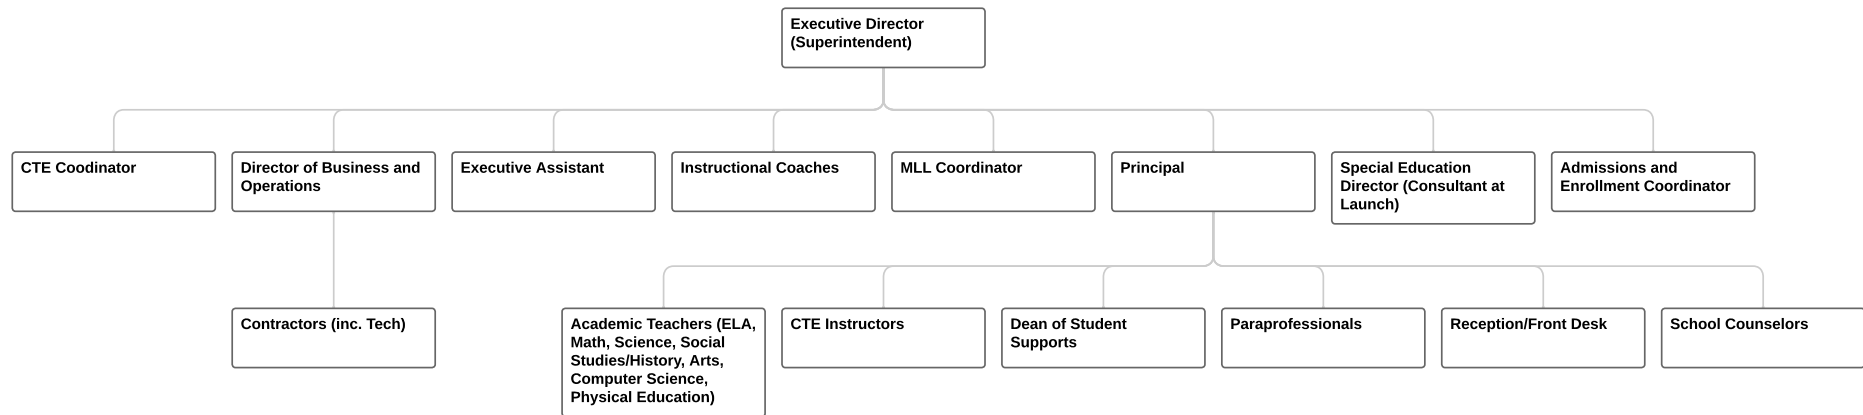 Executive Director
(Superintendent)
CTE Coodinator
Director of Business and
Operations
Executive Assistant
Instructional Coaches
MLL Coordinator
Principal
Special Education
Director (Consultant at
Launch)
Admissions and
Enrollment Coordinator
Contractors (inc. Tech)
Academic Teachers (ELA,
Math, Science, Social
Studies/History, Arts,
Computer Science,
Physical Education)
CTE Instructors
Dean of Student
Supports
Paraprofessionals
Reception/Front Desk
School Counselors